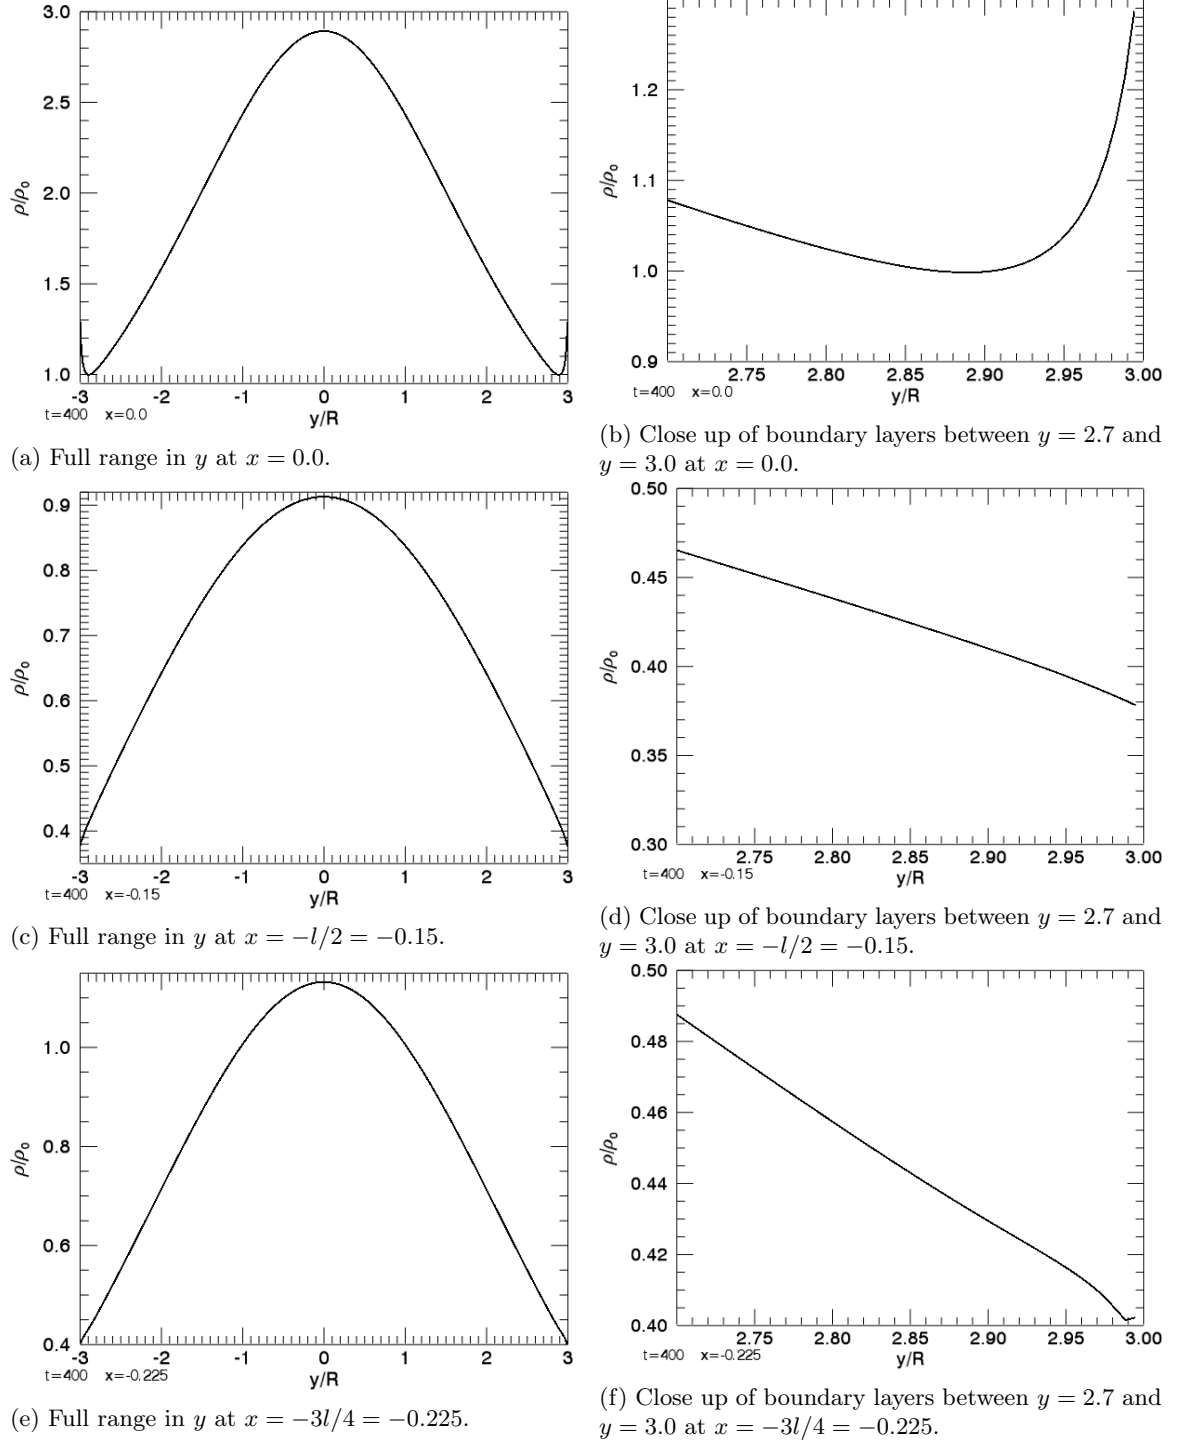 3.0
2.5
2.0
1.5
1.0
ρ/ρ₀
-3 -2 -1 0 1 2 3
t=400 x=0.0
y/R
(a) Full range in y at x = 0.0.
1.2
1.1
1.0
0.9
ρ/ρ₀
2.75 2.80 2.85 2.90 2.95 3.00
t=400 x=0.0
y/R
(b) Close up of boundary layers between y = 2.7 and
y = 3.0 at x = 0.0.
0.9
0.8
0.7
0.6
0.5
0.4
ρ/ρ₀
-3 -2 -1 0 1 2 3
t=400 x=-0.15
y/R
(c) Full range in y at x = −l/2 = −0.15.
0.50
0.45
0.40
0.35
0.30
ρ/ρ₀
2.75 2.80 2.85 2.90 2.95 3.00
t=400 x=-0.15
y/R
(d) Close up of boundary layers between y = 2.7 and
y = 3.0 at x = −l/2 = −0.15.
1.0
0.8
0.6
0.4
ρ/ρ₀
-3 -2 -1 0 1 2 3
t=400 x=-0.225
y/R
(e) Full range in y at x = −3l/4 = −0.225.
0.50
0.48
0.46
0.44
0.42
0.40
ρ/ρ₀
2.75 2.80 2.85 2.90 2.95 3.00
t=400 x=-0.225
y/R
(f) Close up of boundary layers between y = 2.7 and
y = 3.0 at x = −3l/4 = −0.225.